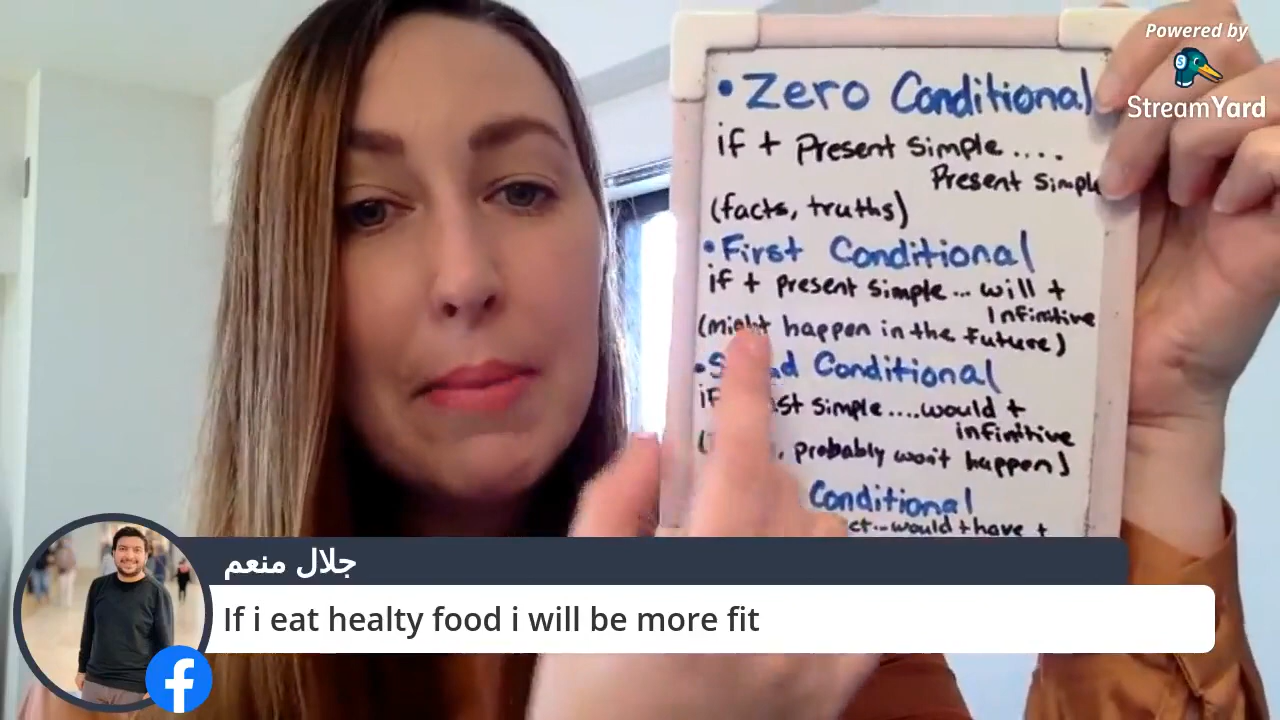 Powered by
StreamYard
•Zero Conditional
if + Present Simple ....
Present Simple
(facts, truths)
•First Conditional
if + Present Simple ... will +
Infinitive
(might happen in the future)
Conditional
if Simple ....would +
infinitive
, probably won't happen)
Conditional
...would + have +
جلال منعم
If i eat healty food i will be more fit